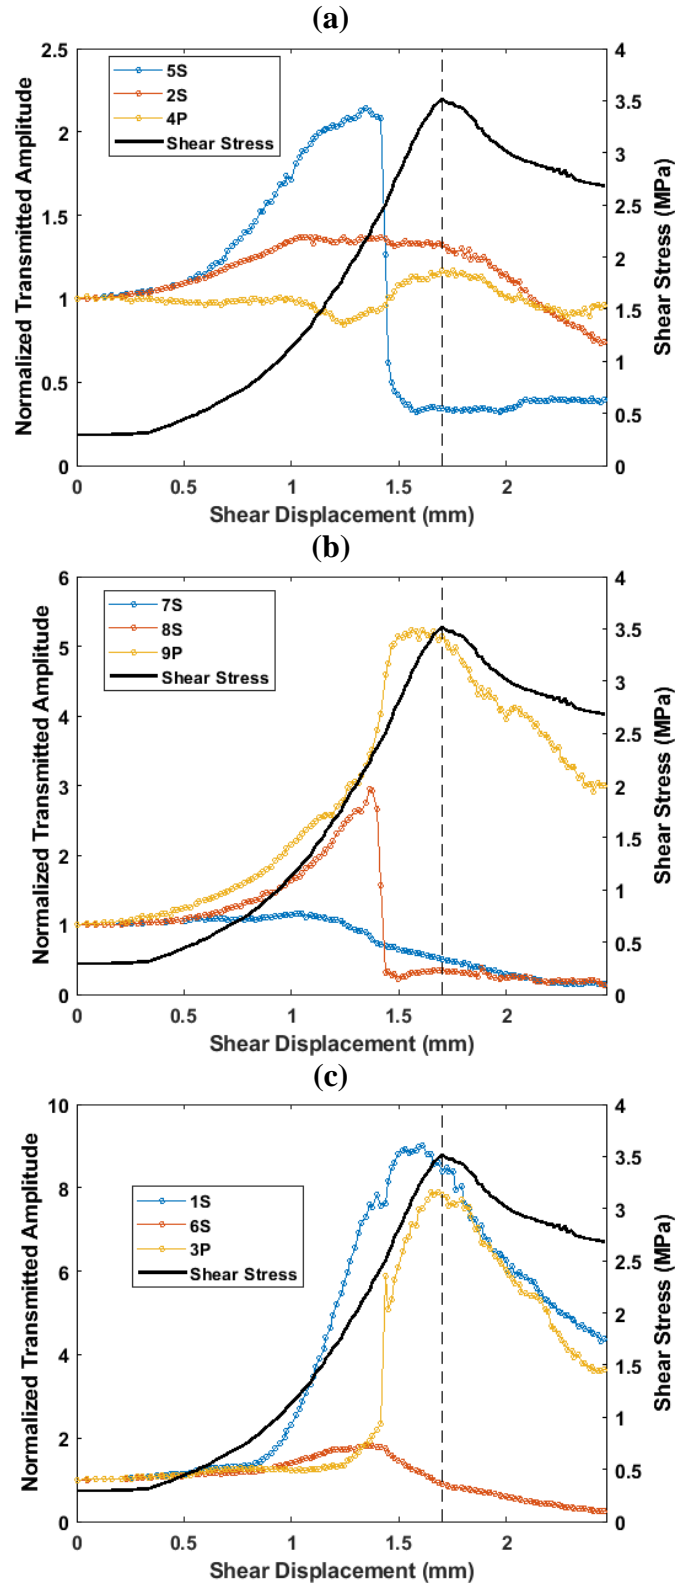 (a)
2.5
2
1.5
1
0.5
0
Normalized Transmitted Amplitude
5S
2S
4P
Shear Stress
4
3.5
3
2.5
2
1.5
1
0.5
0
Shear Stress (MPa)
0 0.5 1 1.5 2
Shear Displacement (mm)
(b)
6
5
4
3
2
1
0
Normalized Transmitted Amplitude
7S
8S
9P
Shear Stress
4
3.5
3
2.5
2
1.5
1
0.5
0
Shear Stress (MPa)
0 0.5 1 1.5 2
Shear Displacement (mm)
(c)
10
8
6
4
2
0
Normalized Transmitted Amplitude
1S
6S
3P
Shear Stress
4
3.5
3
2.5
2
1.5
1
0.5
0
Shear Stress (MPa)
0 0.5 1 1.5 2
Shear Displacement (mm)